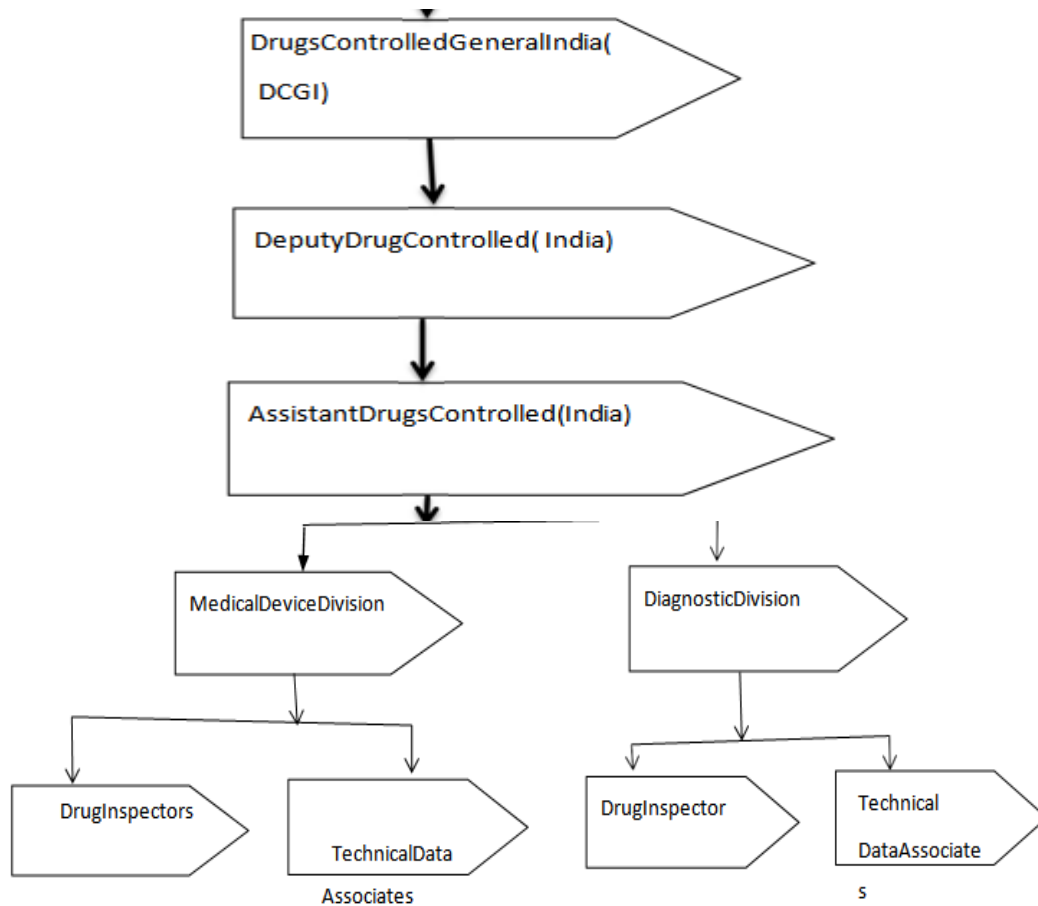 DrugsControlledGeneralIndia(
DCGI)
DeputyDrugControlled( India)
AssistantDrugsControlled(India)
MedicalDeviceDivision
DiagnosticDivision
DrugInspectors
TechnicalData
Associates
DrugInspector
Technical
DataAssociate
s